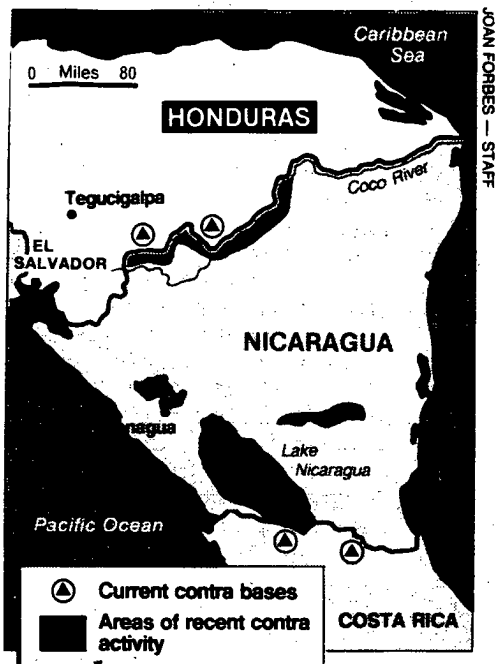 Caribbean
Sea
0 Miles 80
HONDURAS
Coco River
Tegucigalpa
EL
SALVADOR
NICARAGUA
nagua
Lake
Nicaragua
Pacific Ocean
Current contra bases
Areas of recent contra
activity
COSTA RICA
JOAN FORBES — STAFF